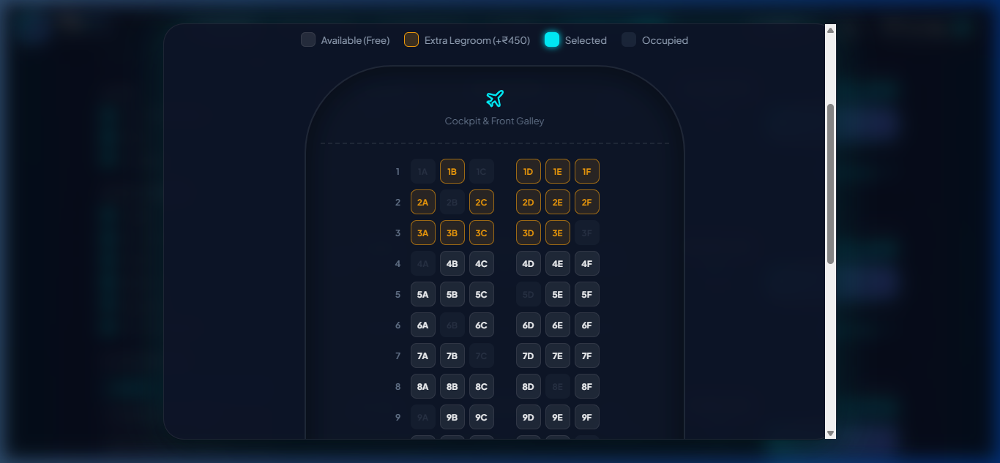 Available (Free) Extra Legroom (+₹450) Selected Occupied
Cockpit & Front Galley
1 1A 1B 1C 1D 1E 1F
2 2A 2B 2C 2D 2E 2F
3 3A 3B 3C 3D 3E 3F
4 4A 4B 4C 4D 4E 4F
5 5A 5B 5C 5D 5E 5F
6 6A 6B 6C 6D 6E 6F
7 7A 7B 7C 7D 7E 7F
8 8A 8B 8C 8D 8E 8F
9 9A 9B 9C 9D 9E 9F